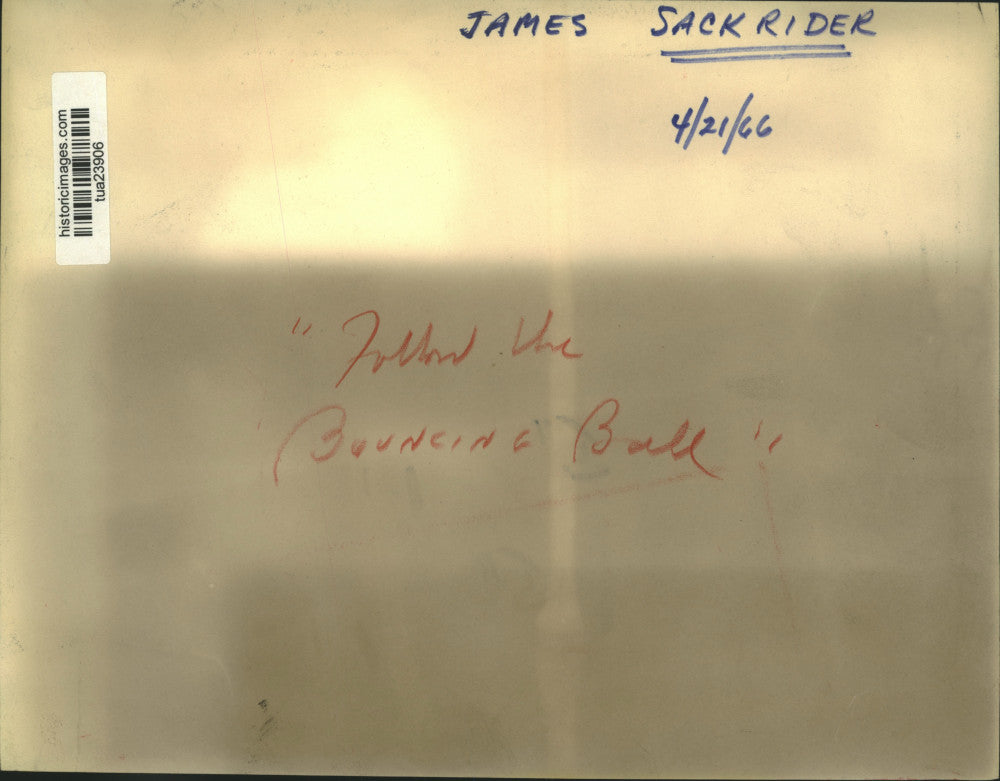 JAMES SACKRIDER
4/21/66
historicimages.com
tua23906
"Follow the
BOUNCING Ball"